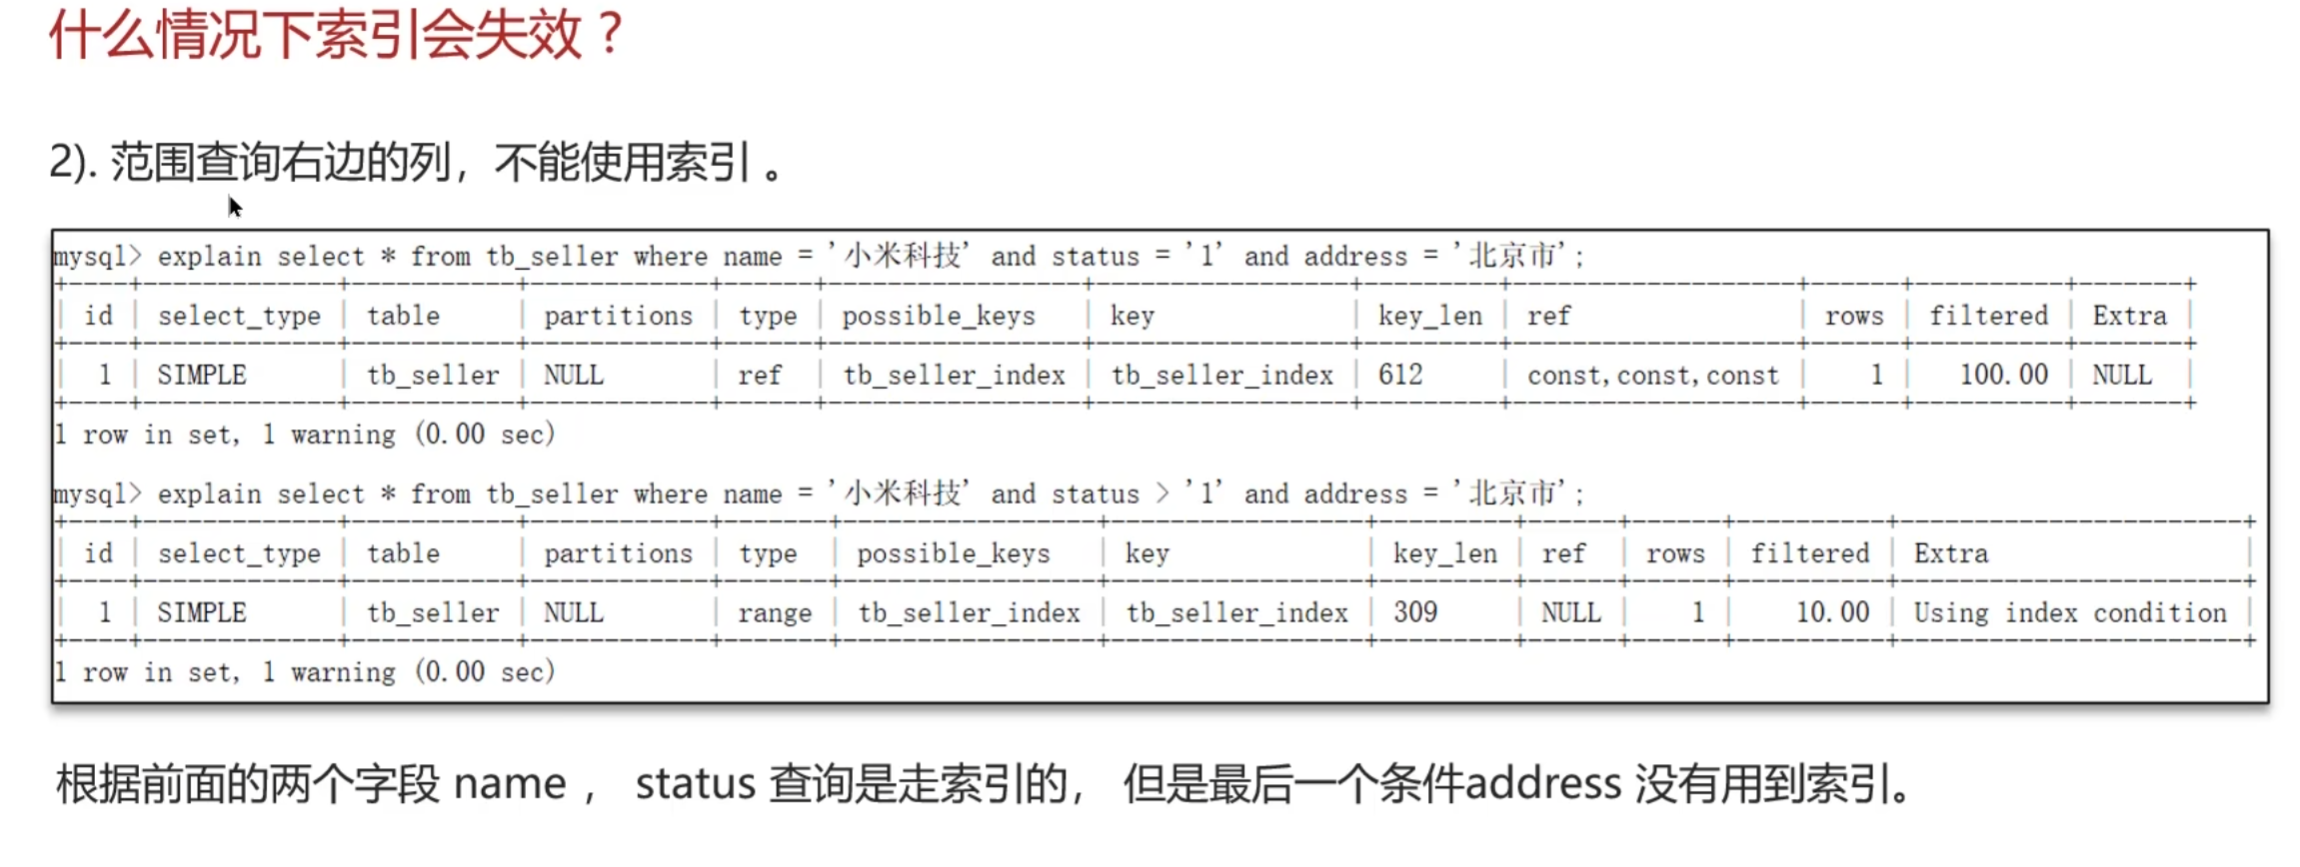 什么情况下索引会失效？
2). 范围查询右边的列，不能使用索引 。
mysql> explain select * from tb_seller where name = '小米科技' and status = '1' and address = '北京市';
+----+-------------+-----------+------------+------+-----------------+-----------------+---------+-------------------+------+----------+-------+
| id | select_type | table | partitions | type | possible_keys | key | key_len | ref | rows | filtered | Extra |
+----+-------------+-----------+------------+------+-----------------+-----------------+---------+-------------------+------+----------+-------+
| 1 | SIMPLE | tb_seller | NULL | ref | tb_seller_index | tb_seller_index | 612 | const,const,const | 1 | 100.00 | NULL |
+----+-------------+-----------+------------+------+-----------------+-----------------+---------+-------------------+------+----------+-------+
1 row in set, 1 warning (0.00 sec)
mysql> explain select * from tb_seller where name = '小米科技' and status > '1' and address = '北京市';
+----+-------------+-----------+------------+-------+-----------------+-----------------+---------+------+------+----------+-----------------------+
| id | select_type | table | partitions | type | possible_keys | key | key_len | ref | rows | filtered | Extra |
+----+-------------+-----------+------------+-------+-----------------+-----------------+---------+------+------+----------+-----------------------+
| 1 | SIMPLE | tb_seller | NULL | range | tb_seller_index | tb_seller_index | 309 | NULL | 1 | 10.00 | Using index condition |
+----+-------------+-----------+------------+-------+-----------------+-----------------+---------+------+------+----------+-----------------------+
1 row in set, 1 warning (0.00 sec)
根据前面的两个字段 name ， status 查询是走索引的， 但是最后一个条件address 没有用到索引。